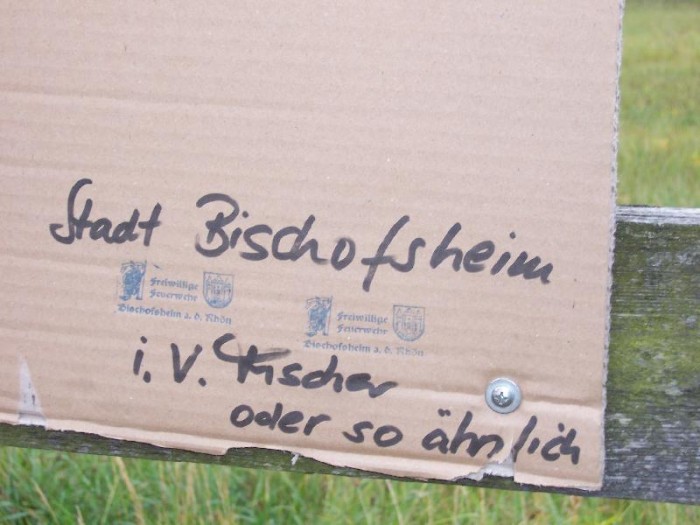 Stadt Bischofsheim
Freiwillige
Feuerwehr
Bischofsheim a. d. Rhön
Freiwillige
Feuerwehr
Bischofsheim a. d. Rhön
i. V. Fischer
oder so ähnlich